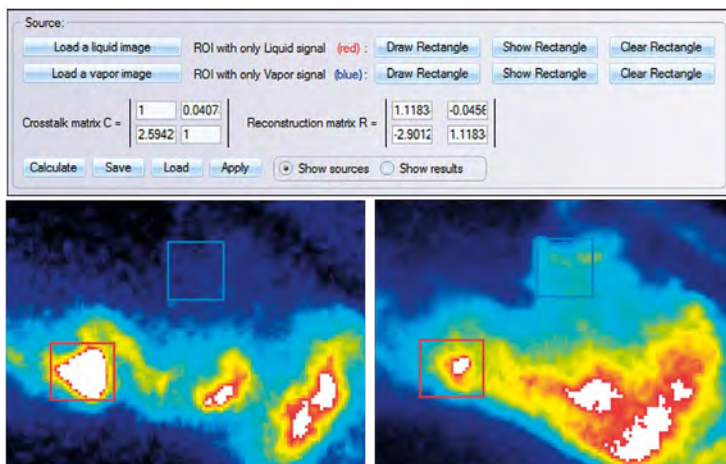 Source:
Load a liquid image ROI with only Liquid signal (red) : Draw Rectangle Show Rectangle Clear Rectangle
Load a vapor image ROI with only Vapor signal (blue) : Draw Rectangle Show Rectangle Clear Rectangle
Crosstalk matrix C = 1 0.0407 Reconstruction matrix R = 1.1183 -0.0456
2.5942 1 -2.9012 1.1183
Calculate Save Load Apply Show sources Show results